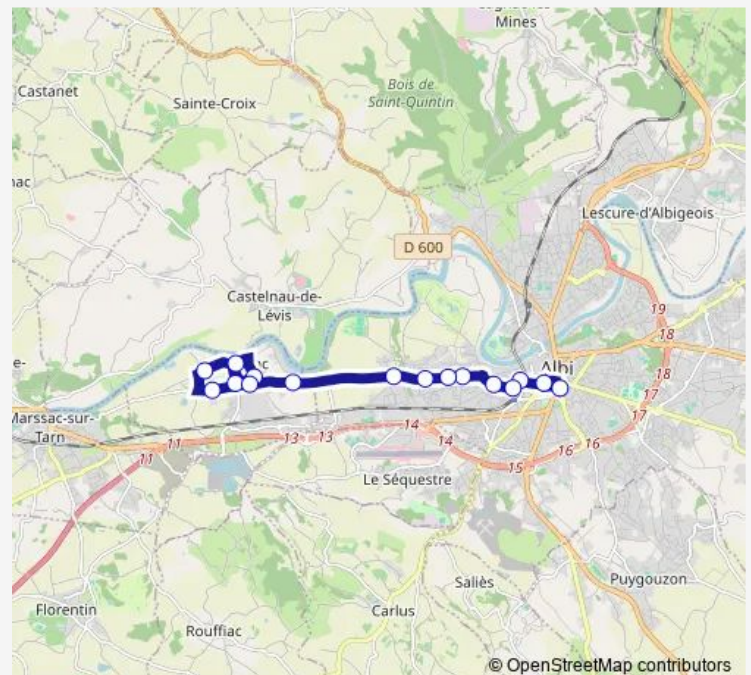 Mines
Castanet
Sainte-Croix
Bois de
Saint-Quintin
Lescure-d'Albigeois
D 600
Castelnau-de-
Lévis
19
18
18
Albi
Marssac-sur-
Tarn
11
11
13
13
14
14
15
16
16
17
17
Le Séquestre
Saliès
Puygouzon
Florentin
Carlus
Rouffiac
© OpenStreetMap contributors